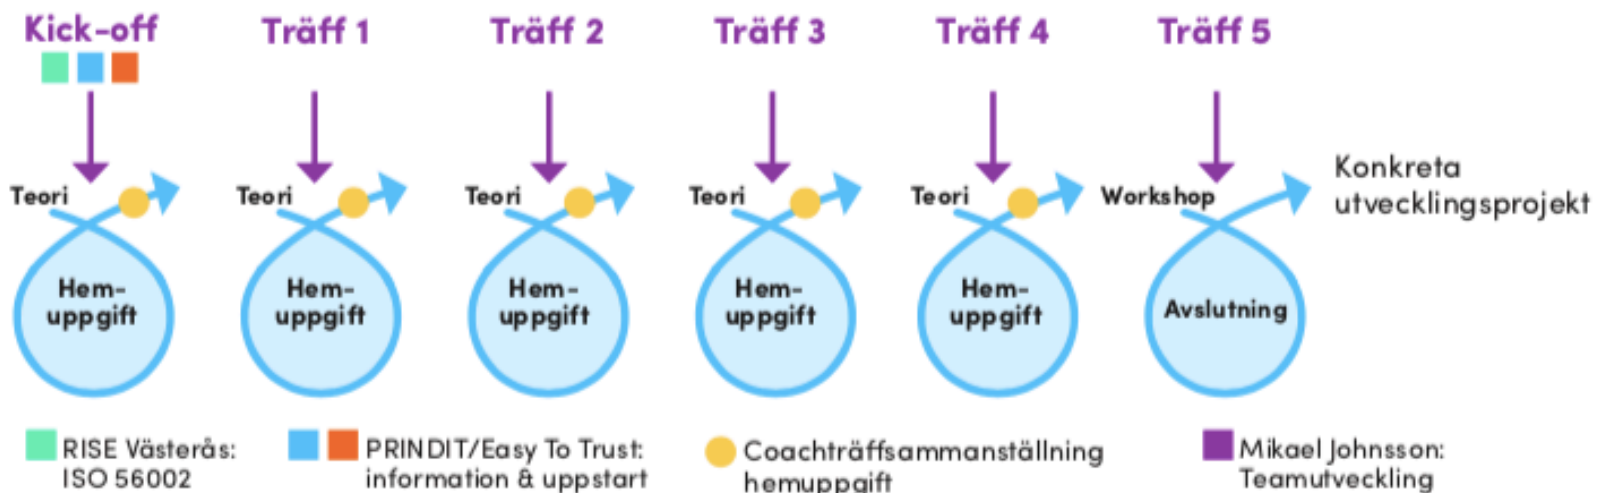 Kick-off
Träff 1
Träff 2
Träff 3
Träff 4
Träff 5
Teori
Teori
Teori
Teori
Teori
Workshop
Konkreta
utvecklingsprojekt
Hem-
uppgift
Hem-
uppgift
Hem-
uppgift
Hem-
uppgift
Hem-
uppgift
Avslutning
RISE Västerås:
ISO 56002
PRINDIT/Easy To Trust:
information & uppstart
Coachträffsammanställning
hemuppgift
Mikael Johnsson:
Teamutveckling